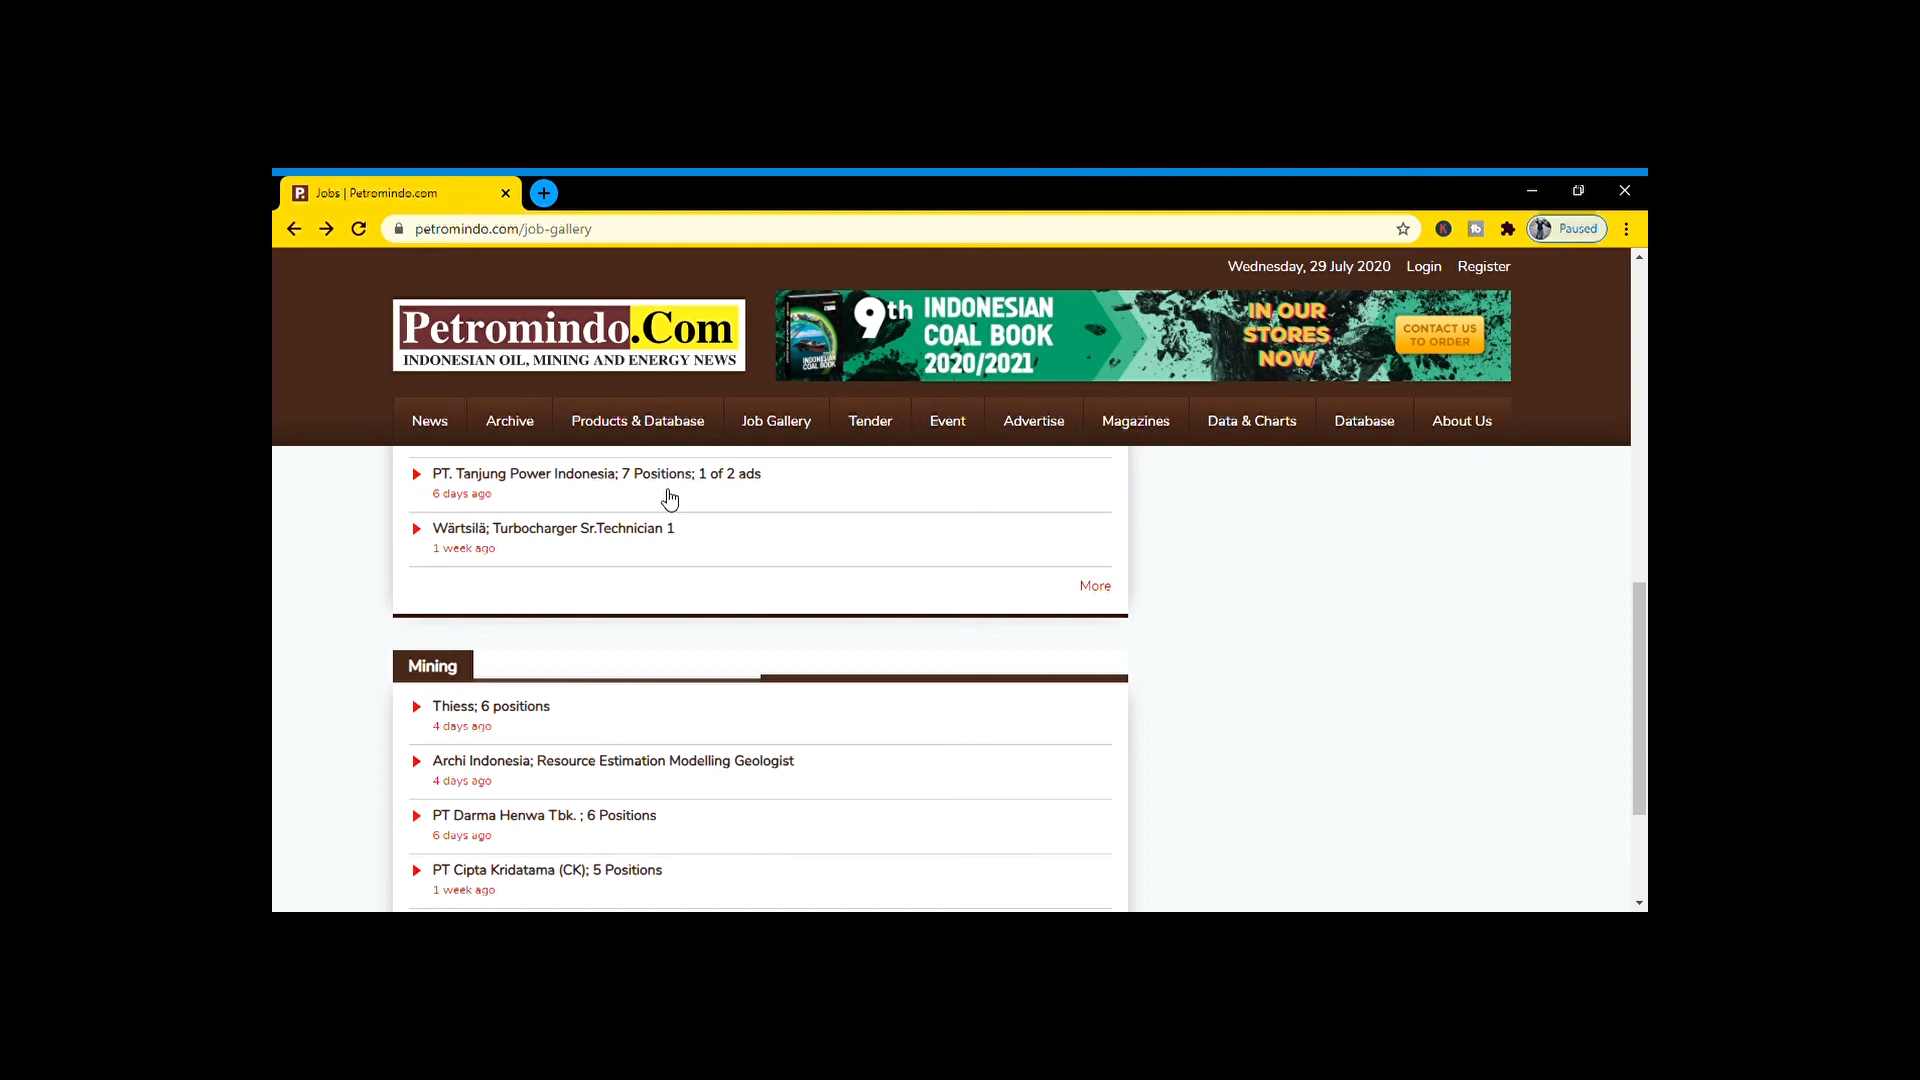 Jobs | Petromindo.com
petromindo.com/job-gallery
Paused
Wednesday, 29 July 2020 Login Register
Petromindo.Com
INDONESIAN OIL, MINING AND ENERGY NEWS
9th INDONESIAN
COAL BOOK
2020/2021
IN OUR
STORES
NOW
CONTACT US
TO ORDER
News Archive Products & Database Job Gallery Tender Event Advertise Magazines Data & Charts Database About Us
PT. Tanjung Power Indonesia; 7 Positions; 1 of 2 ads
6 days ago
Wärtsilä; Turbocharger Sr.Technician 1
1 week ago
More
Mining
Thiess; 6 positions
4 days ago
Archi Indonesia; Resource Estimation Modelling Geologist
4 days ago
PT Darma Henwa Tbk. ; 6 Positions
6 days ago
PT Cipta Kridatama (CK); 5 Positions
1 week ago